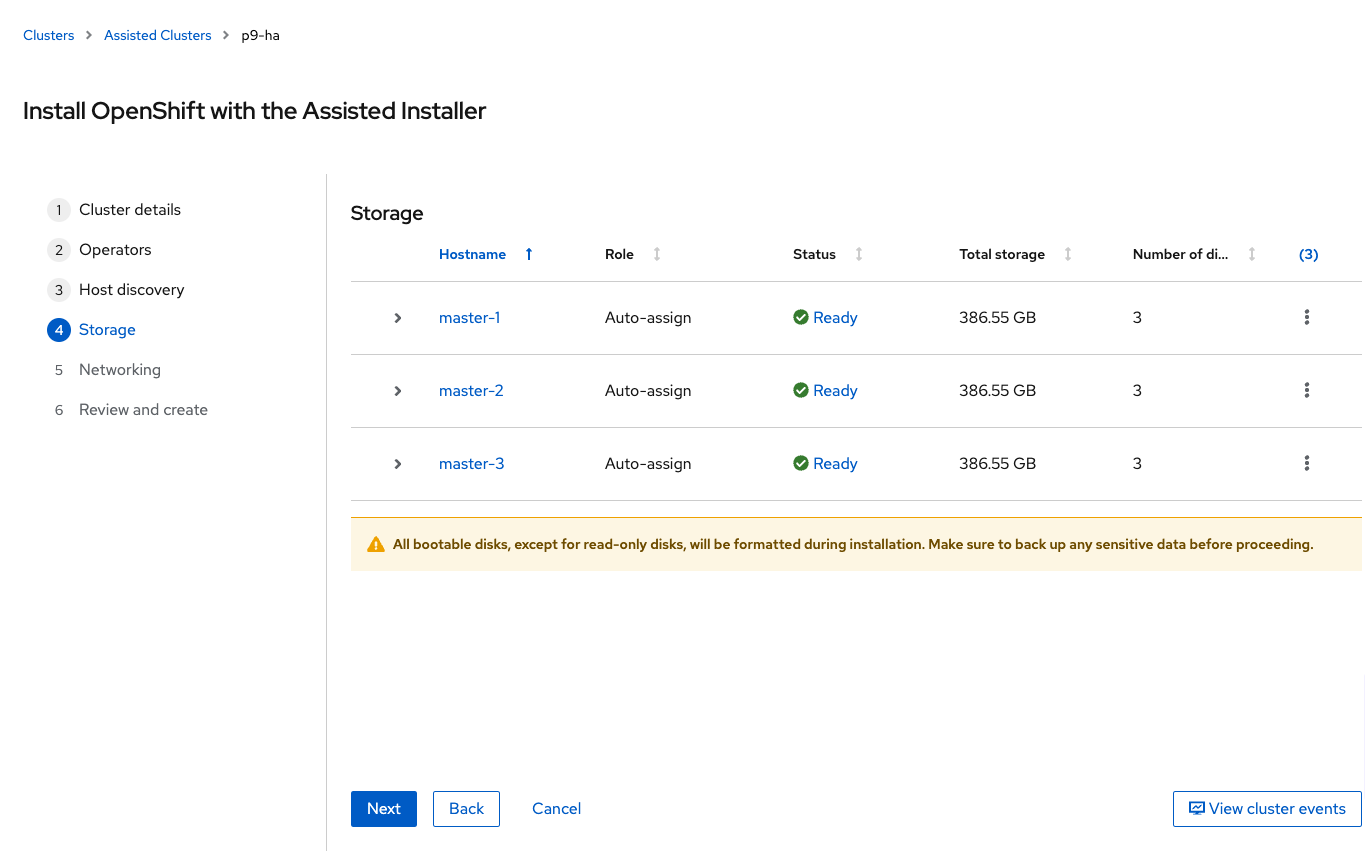 Clusters > Assisted Clusters > p9-ha
Install OpenShift with the Assisted Installer
1 Cluster details
2 Operators
3 Host discovery
4 Storage
5 Networking
6 Review and create
Storage
Hostname Role Status Total storage Number of di... (3)
master-1 Auto-assign Ready 386.55 GB 3
master-2 Auto-assign Ready 386.55 GB 3
master-3 Auto-assign Ready 386.55 GB 3
All bootable disks, except for read-only disks, will be formatted during installation. Make sure to back up any sensitive data before proceeding.
Next Back Cancel View cluster events